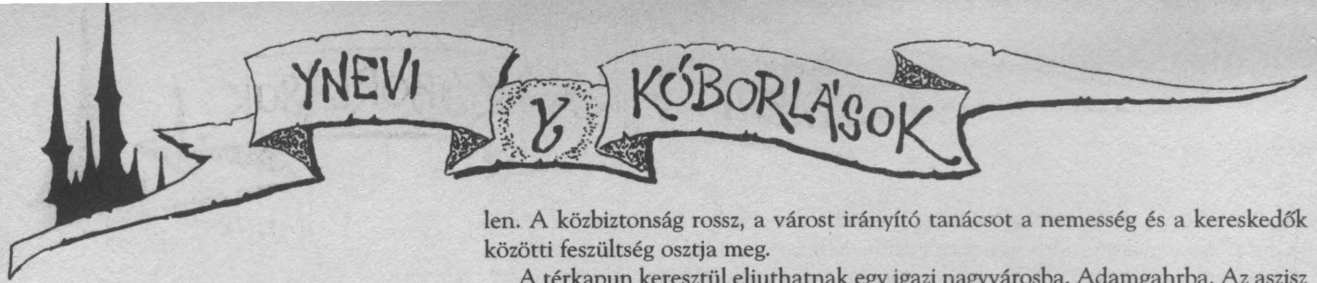 YNEVI Y KÓBORLÁSOK
len. A közbiztonság rossz, a várost irányító tanácsot a nemesség és a kereskedők
közötti feszültség osztja meg.
A térkapun keresztül eljuthatnak egy igazi nagyvárosba, Adamgahrba. Az aszisz